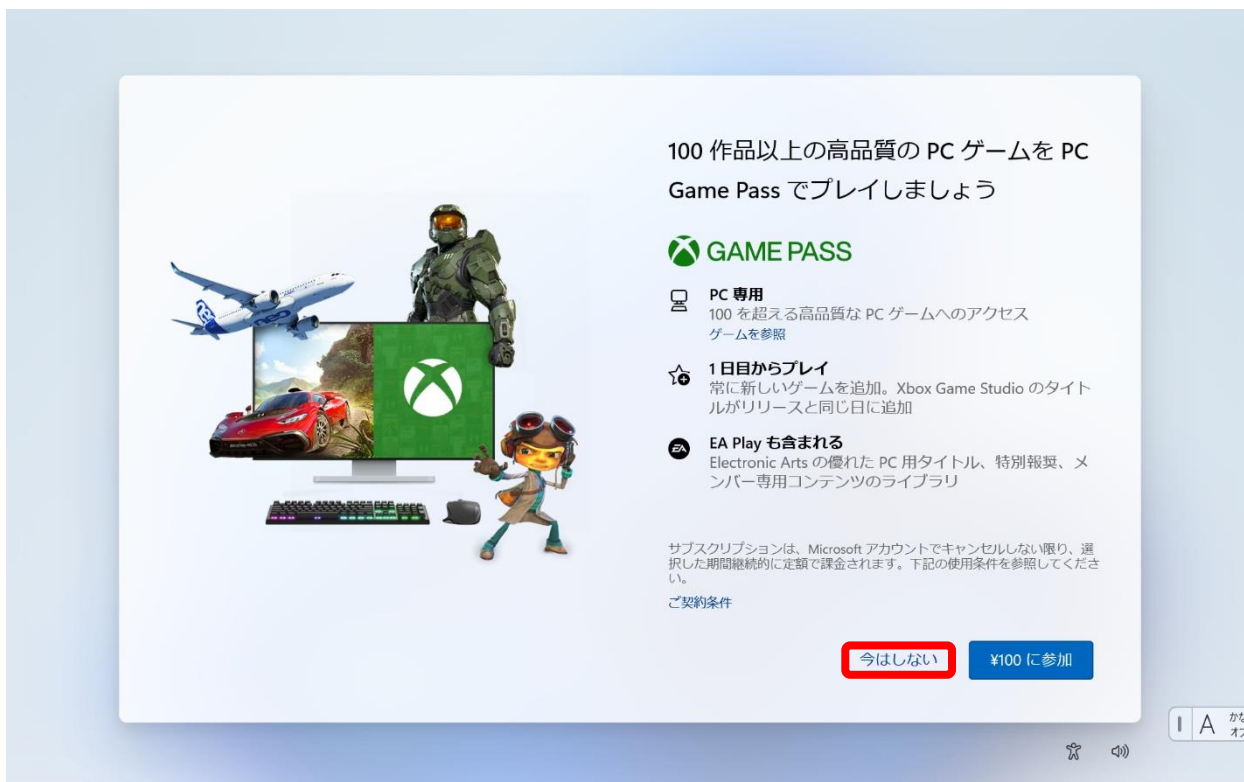 100 作品以上の高品質の PC ゲームを PC
Game Pass でプレイしましょう
GAME PASS
PC 専用
100 を超える高品質な PC ゲームへのアクセス
ゲームを参照
1 日目からプレイ
常に新しいゲームを追加。Xbox Game Studio のタイト
ルがリリースと同じ日に追加
EA
EA Play も含まれる
Electronic Arts の優れた PC 用タイトル、特別報奨、メ
ンバー専用コンテンツのライブラリ
サブスクリプションは、Microsoft アカウントでキャンセルしない限り、選
択した期間継続的に定額で課金されます。下記の使用条件を参照してくださ
い。
ご契約条件
今はしない
¥100 に参加
A